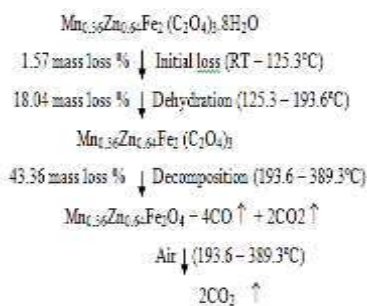 Mn0.36Zn0.64Fe2 (C2O4)3.8H2O
1.57 mass loss % ↓ Initial loss (RT – 125.3°C)
18.04 mass loss % ↓ Dehydration (125.3 – 193.6°C)
Mn0.36Zn0.64Fe2 (C2O4)3
43.36 mass loss % ↓ Decomposition (193.6 – 389.3°C)
Mn0.36Zn0.64Fe2O4 – 4CO ↑ + 2CO2 ↑
Air ↓ (193.6 – 389.3°C)
2CO2 ↑